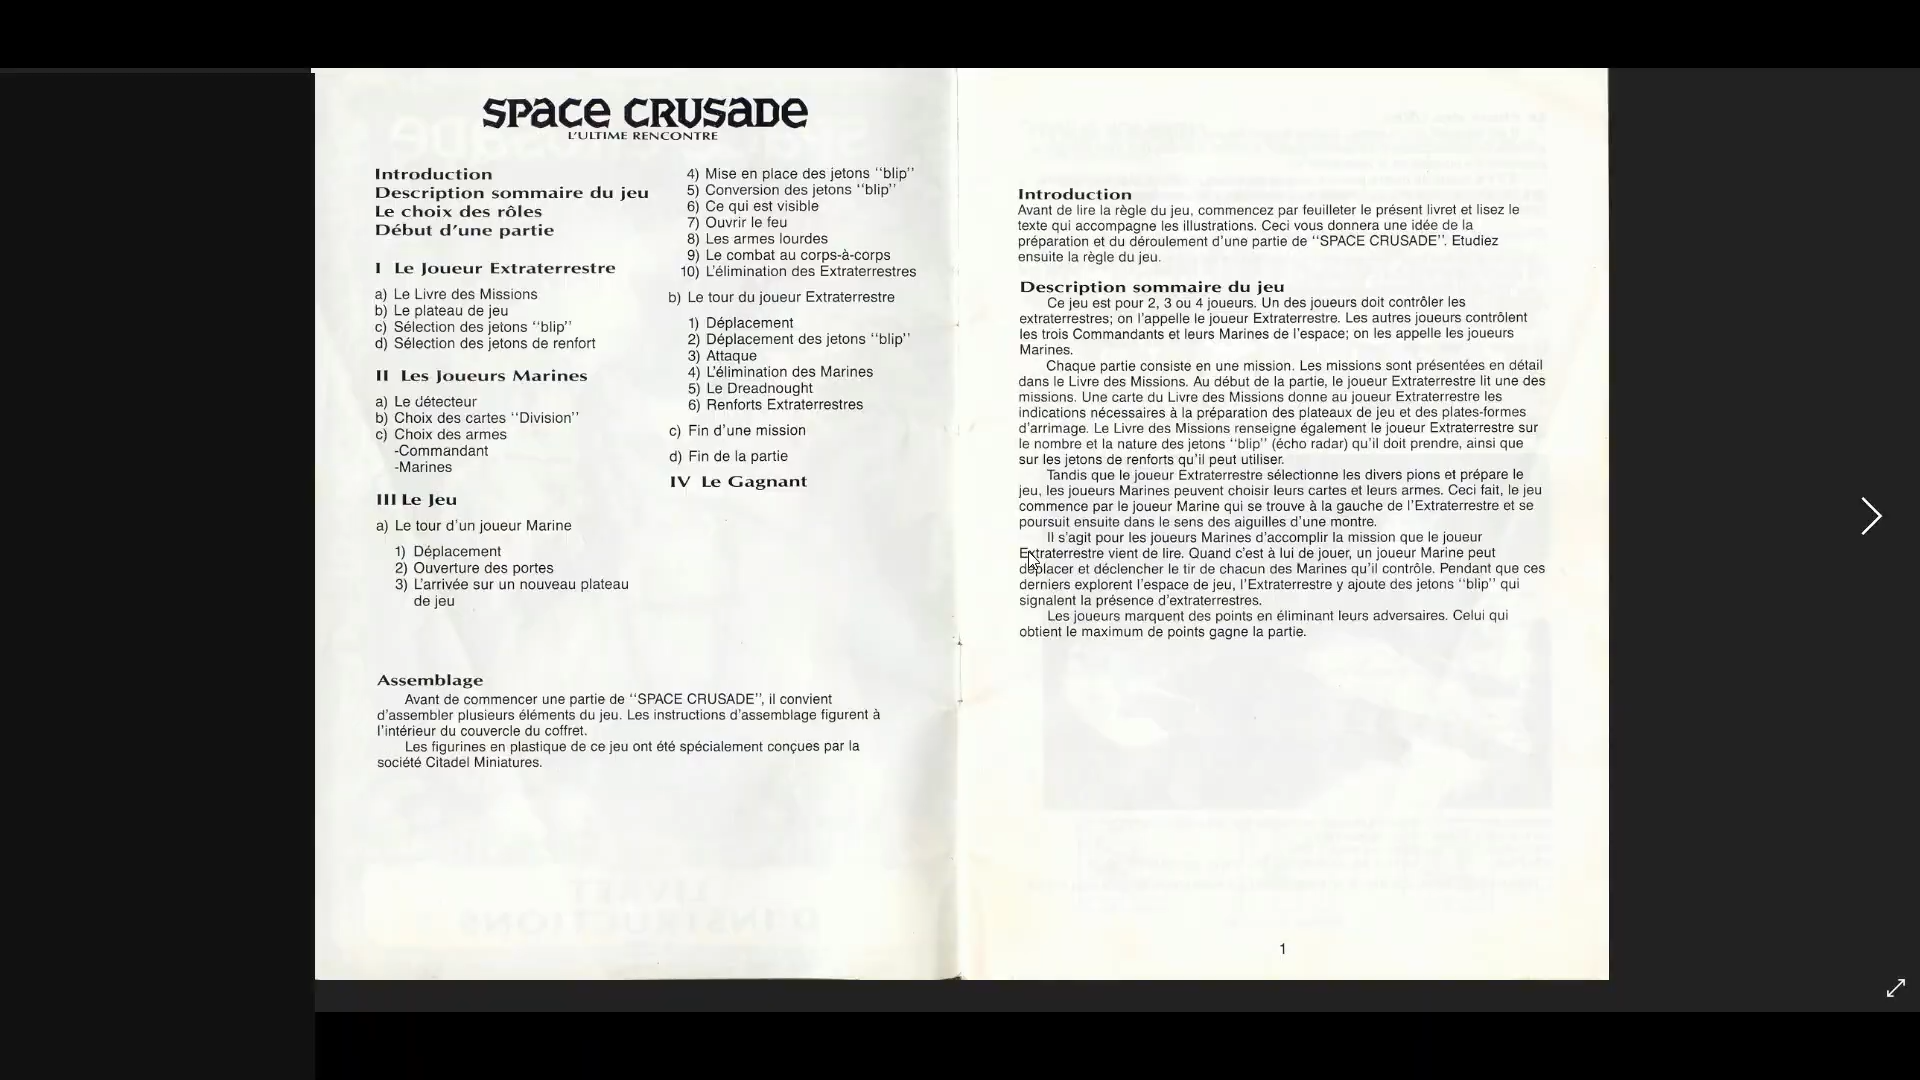 SPACE CRUSADE
L'ULTIME RENCONTRE
Introduction
Description sommaire du jeu
Le choix des rôles
Début d'une partie
I Le Joueur Extraterrestre
a) Le Livre des Missions
b) Le plateau de jeu
c) Sélection des jetons ''blip''
d) Sélection des jetons de renfort
II Les Joueurs Marines
a) Le détecteur
b) Choix des cartes ''Division''
c) Choix des armes
-Commandant
-Marines
III Le Jeu
a) Le tour d'un joueur Marine
1) Déplacement
2) Ouverture des portes
3) L'arrivée sur un nouveau plateau
de jeu
4) Mise en place des jetons ''blip''
5) Conversion des jetons ''blip''
6) Ce qui est visible
7) Ouvrir le feu
8) Les armes lourdes
9) Le combat au corps-à-corps
10) L'élimination des Extraterrestres
b) Le tour du joueur Extraterrestre
1) Déplacement
2) Déplacement des jetons ''blip''
3) Attaque
4) L'élimination des Marines
5) Le Dreadnought
6) Renforts Extraterrestres
c) Fin d'une mission
d) Fin de la partie
IV Le Gagnant
Assemblage
Avant de commencer une partie de ''SPACE CRUSADE'', il convient
d'assembler plusieurs éléments du jeu. Les instructions d'assemblage figurent à
l'intérieur du couvercle du coffret.
Les figurines en plastique de ce jeu ont été spécialement conçues par la
société Citadel Miniatures.
Introduction
Avant de lire la règle du jeu, commencez par feuilleter le présent livret et lisez le
texte qui accompagne les illustrations. Ceci vous donnera une idée de la
préparation et du déroulement d'une partie de ''SPACE CRUSADE''. Etudiez
ensuite la règle du jeu.
Description sommaire du jeu
Ce jeu est pour 2, 3 ou 4 joueurs. Un des joueurs doit contrôler les
extraterrestres; on l'appelle le joueur Extraterrestre. Les autres joueurs contrôlent
les trois Commandants et leurs Marines de l'espace; on les appelle les joueurs
Marines.
Chaque partie consiste en une mission. Les missions sont présentées en détail
dans le Livre des Missions. Au début de la partie, le joueur Extraterrestre lit une des
missions. Une carte du Livre des Missions donne au joueur Extraterrestre les
indications nécessaires à la préparation des plateaux de jeu et des plates-formes
d'arrimage. Le Livre des Missions renseigne également le joueur Extraterrestre sur
le nombre et la nature des jetons ''blip'' (écho radar) qu'il doit prendre, ainsi que
sur les jetons de renforts qu'il peut utiliser.
Tandis que le joueur Extraterrestre sélectionne les divers pions et prépare le
jeu, les joueurs Marines peuvent choisir leurs cartes et leurs armes. Ceci fait, le jeu
commence par le joueur Marine qui se trouve à la gauche de l'Extraterrestre et se
poursuit ensuite dans le sens des aiguilles d'une montre.
Il s'agit pour les joueurs Marines d'accomplir la mission que le joueur
Extraterrestre vient de lire. Quand c'est à lui de jouer, un joueur Marine peut
déplacer et déclencher le tir de chacun des Marines qu'il contrôle. Pendant que ces
derniers explorent l'espace de jeu, l'Extraterrestre y ajoute des jetons ''blip'' qui
signalent la présence d'extraterrestres.
Les joueurs marquent des points en éliminant leurs adversaires. Celui qui
obtient le maximum de points gagne la partie.
1